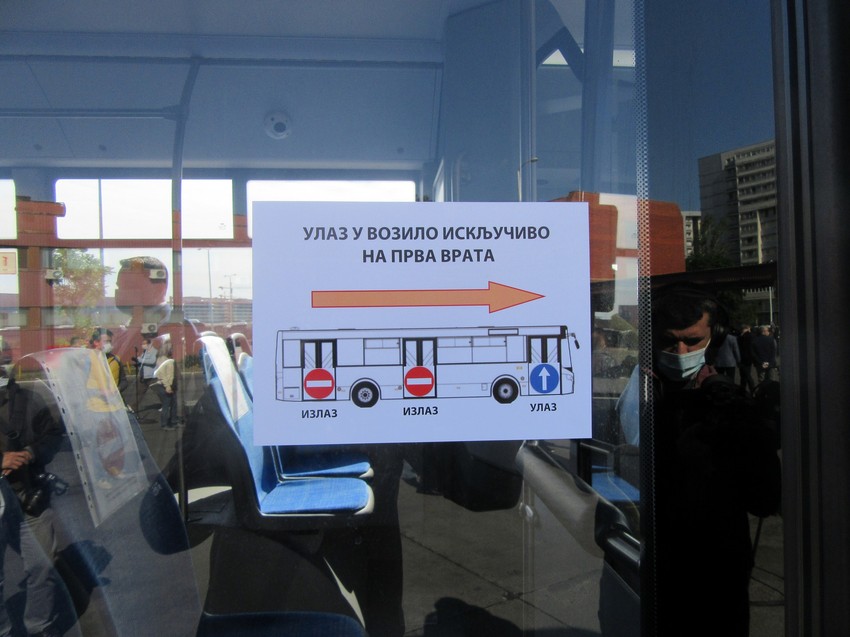 УЛАЗ У ВОЗИЛО ИСКЉУЧИВО
НА ПРВА ВРАТА
ИЗЛАЗ
ИЗЛАЗ
УЛАЗ